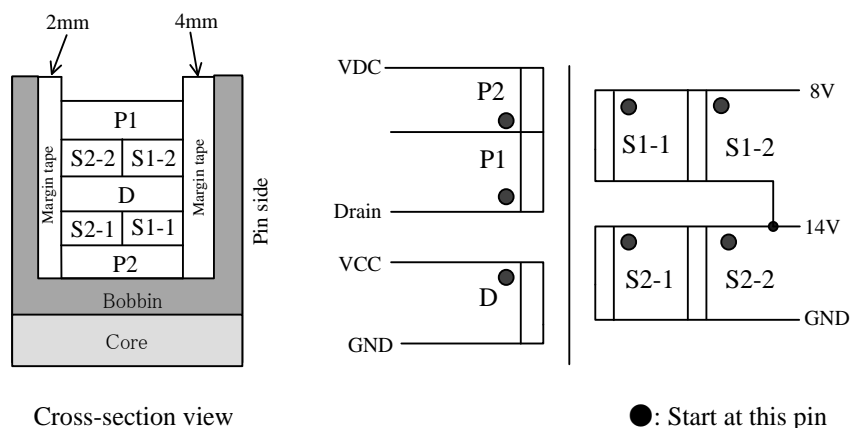 2mm
4mm
P1
S2-2
S1-2
D
S2-1
S1-1
P2
Margin tape
Margin tape
Pin side
Bobbin
Core
Cross-section view
VDC
P2
P1
Drain
VCC
D
GND
8V
S1-1
S1-2
14V
S2-1
S2-2
GND
: Start at this pin